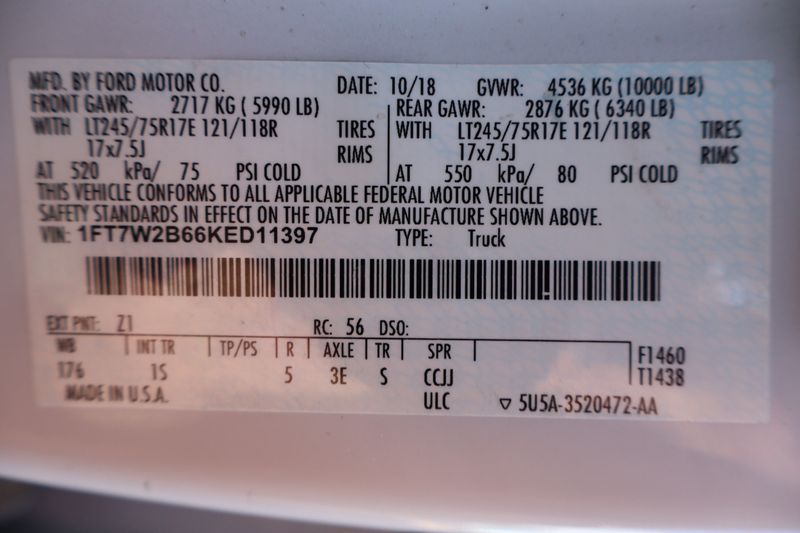 MFD. BY FORD MOTOR CO. DATE: 10/18 GVWR: 4536 KG (10000 LB)
FRONT GAWR: 2717 KG ( 5990 LB) REAR GAWR: 2876 KG ( 6340 LB)
WITH LT245/75R17E 121/118R TIRES WITH LT245/75R17E 121/118R TIRES
17x7.5J RIMS 17x7.5J RIMS
AT 520 kPa/ 75 PSI COLD AT 550 kPa/ 80 PSI COLD
THIS VEHICLE CONFORMS TO ALL APPLICABLE FEDERAL MOTOR VEHICLE
SAFETY STANDARDS IN EFFECT ON THE DATE OF MANUFACTURE SHOWN ABOVE.
VIN: 1FT7W2B66KED11397 TYPE: Truck
EXT PNT: Z1 RC: 56 DSO:
WB INT TR TP/PS R AXLE TR SPR F1460
176 1S 5 3E S CCJJ T1438
MADE IN U.S.A. ULC ▽ 5U5A-3520472-AA